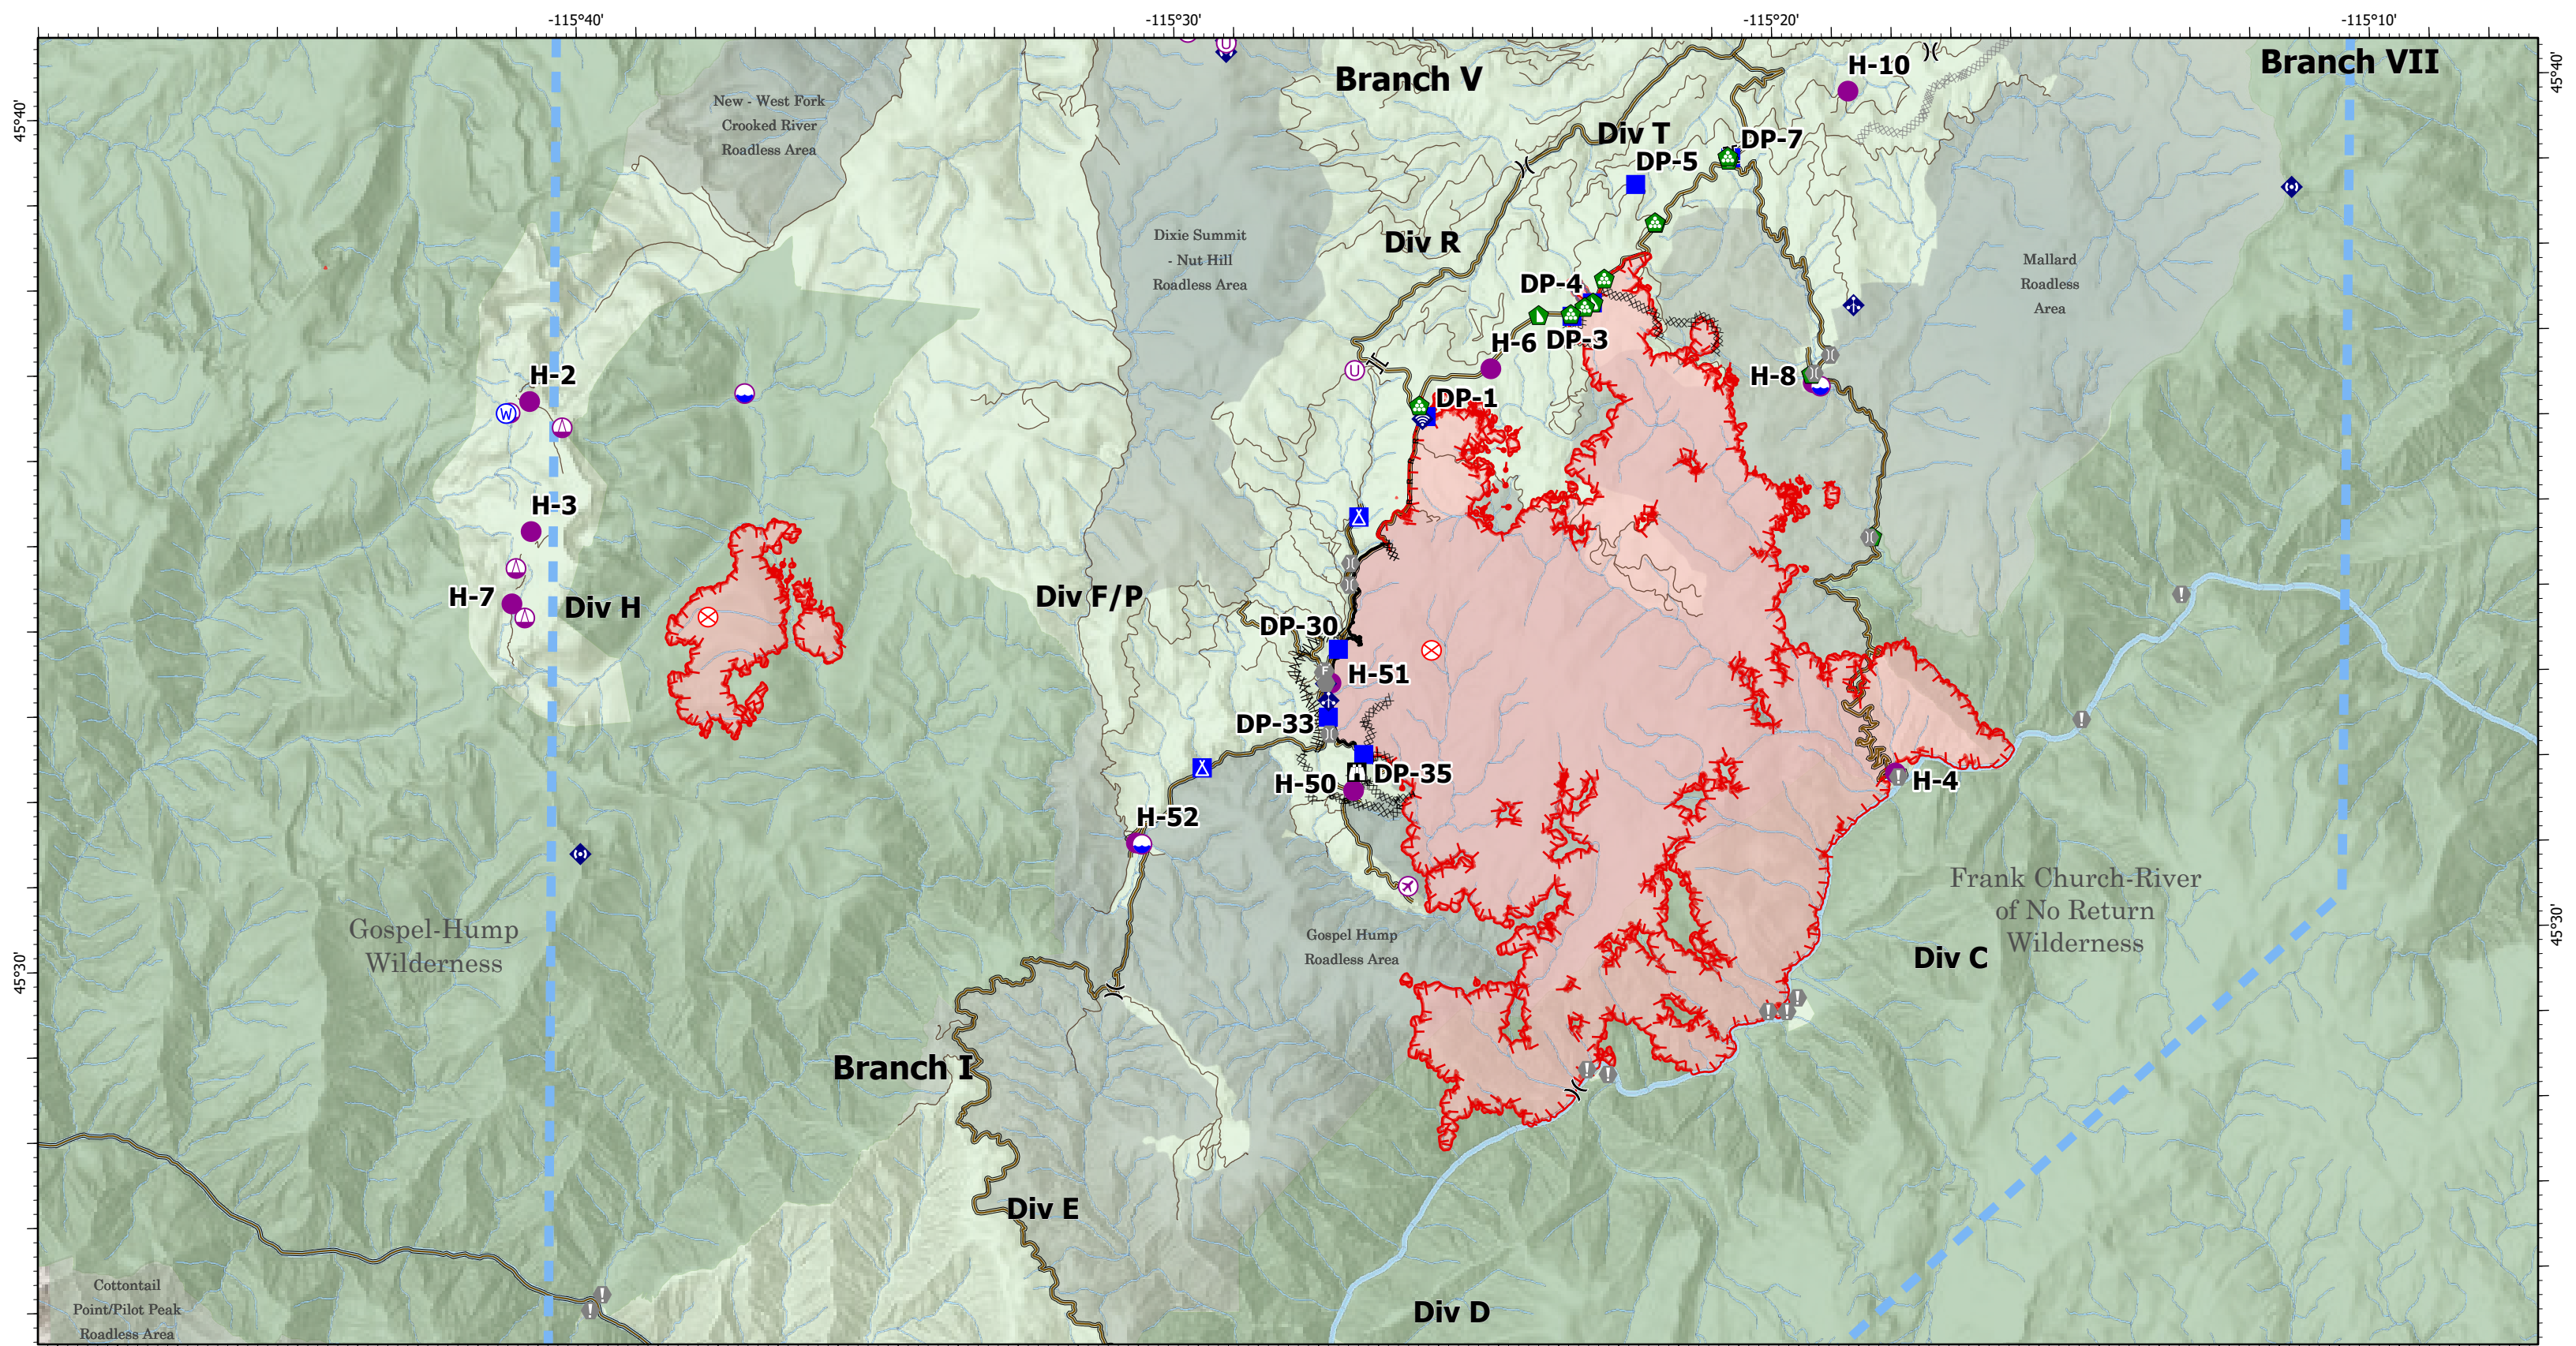 -115°40'
-115°30'
-115°20'
-115°10'
45°40'
45°40'
45°30'
45°30'
Branch V
Branch VII
H-10
New - West Fork
Crooked River
Roadless Area
Div T
DP-7
DP-5
Dixie Summit
- Nut Hill
Roadless Area
Div R
Mallard
Roadless
Area
DP-4
H-6
DP-3
U
U
H-2
W
H-8
DP-1
H-3
H-7
Div H
Div F/P
DP-30
F
H-51
DP-33
H-50
DP-35
H-4
H-52
Gospel-Hump
Wilderness
Gospel Hump
Roadless Area
Frank Church-River
of No Return
Wilderness
Div C
Branch I
Div E
Cottontail
Point/Pilot Peak
Roadless Area
Div D